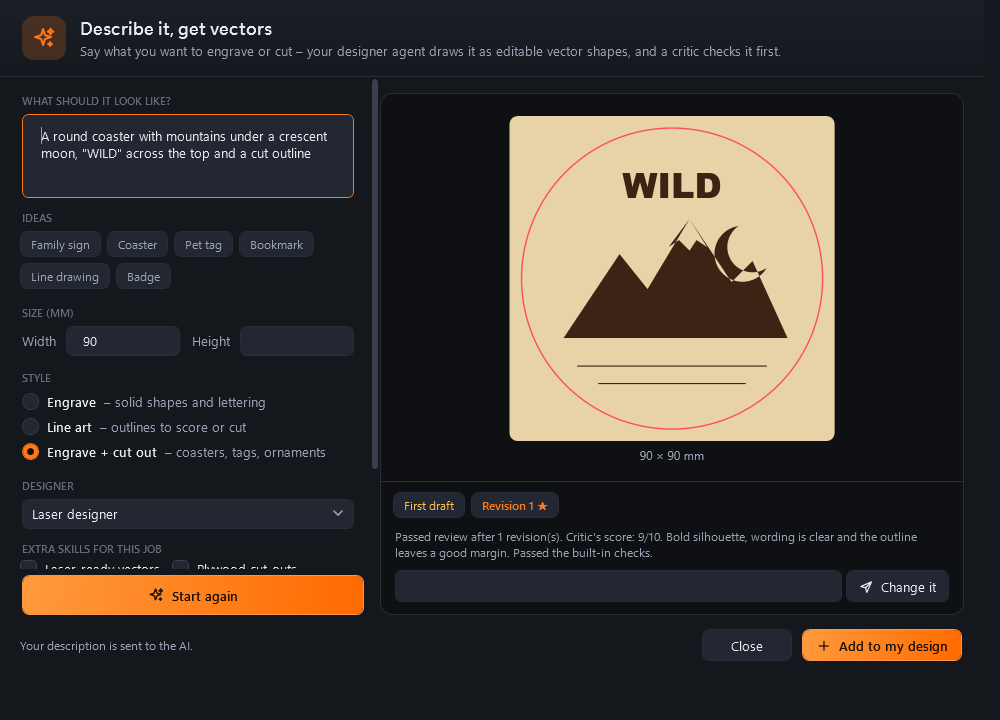 Describe it, get vectors
Say what you want to engrave or cut – your designer agent draws it as editable vector shapes, and a critic checks it first.
WHAT SHOULD IT LOOK LIKE?
A round coaster with mountains under a crescent
moon, "WILD" across the top and a cut outline
IDEAS
Family sign
Coaster
Pet tag
Bookmark
Line drawing
Badge
SIZE (MM)
Width 90 Height
STYLE
Engrave – solid shapes and lettering
Line art – outlines to score or cut
Engrave + cut out – coasters, tags, ornaments
DESIGNER
Laser designer
EXTRA SKILLS FOR THIS JOB
Laser-ready vectors Plywood cut-outs
Start again
Your description is sent to the AI.
WILD
90 × 90 mm
First draft
Revision 1 ★
Passed review after 1 revision(s). Critic's score: 9/10. Bold silhouette, wording is clear and the outline
leaves a good margin. Passed the built-in checks.
Change it
Close
Add to my design